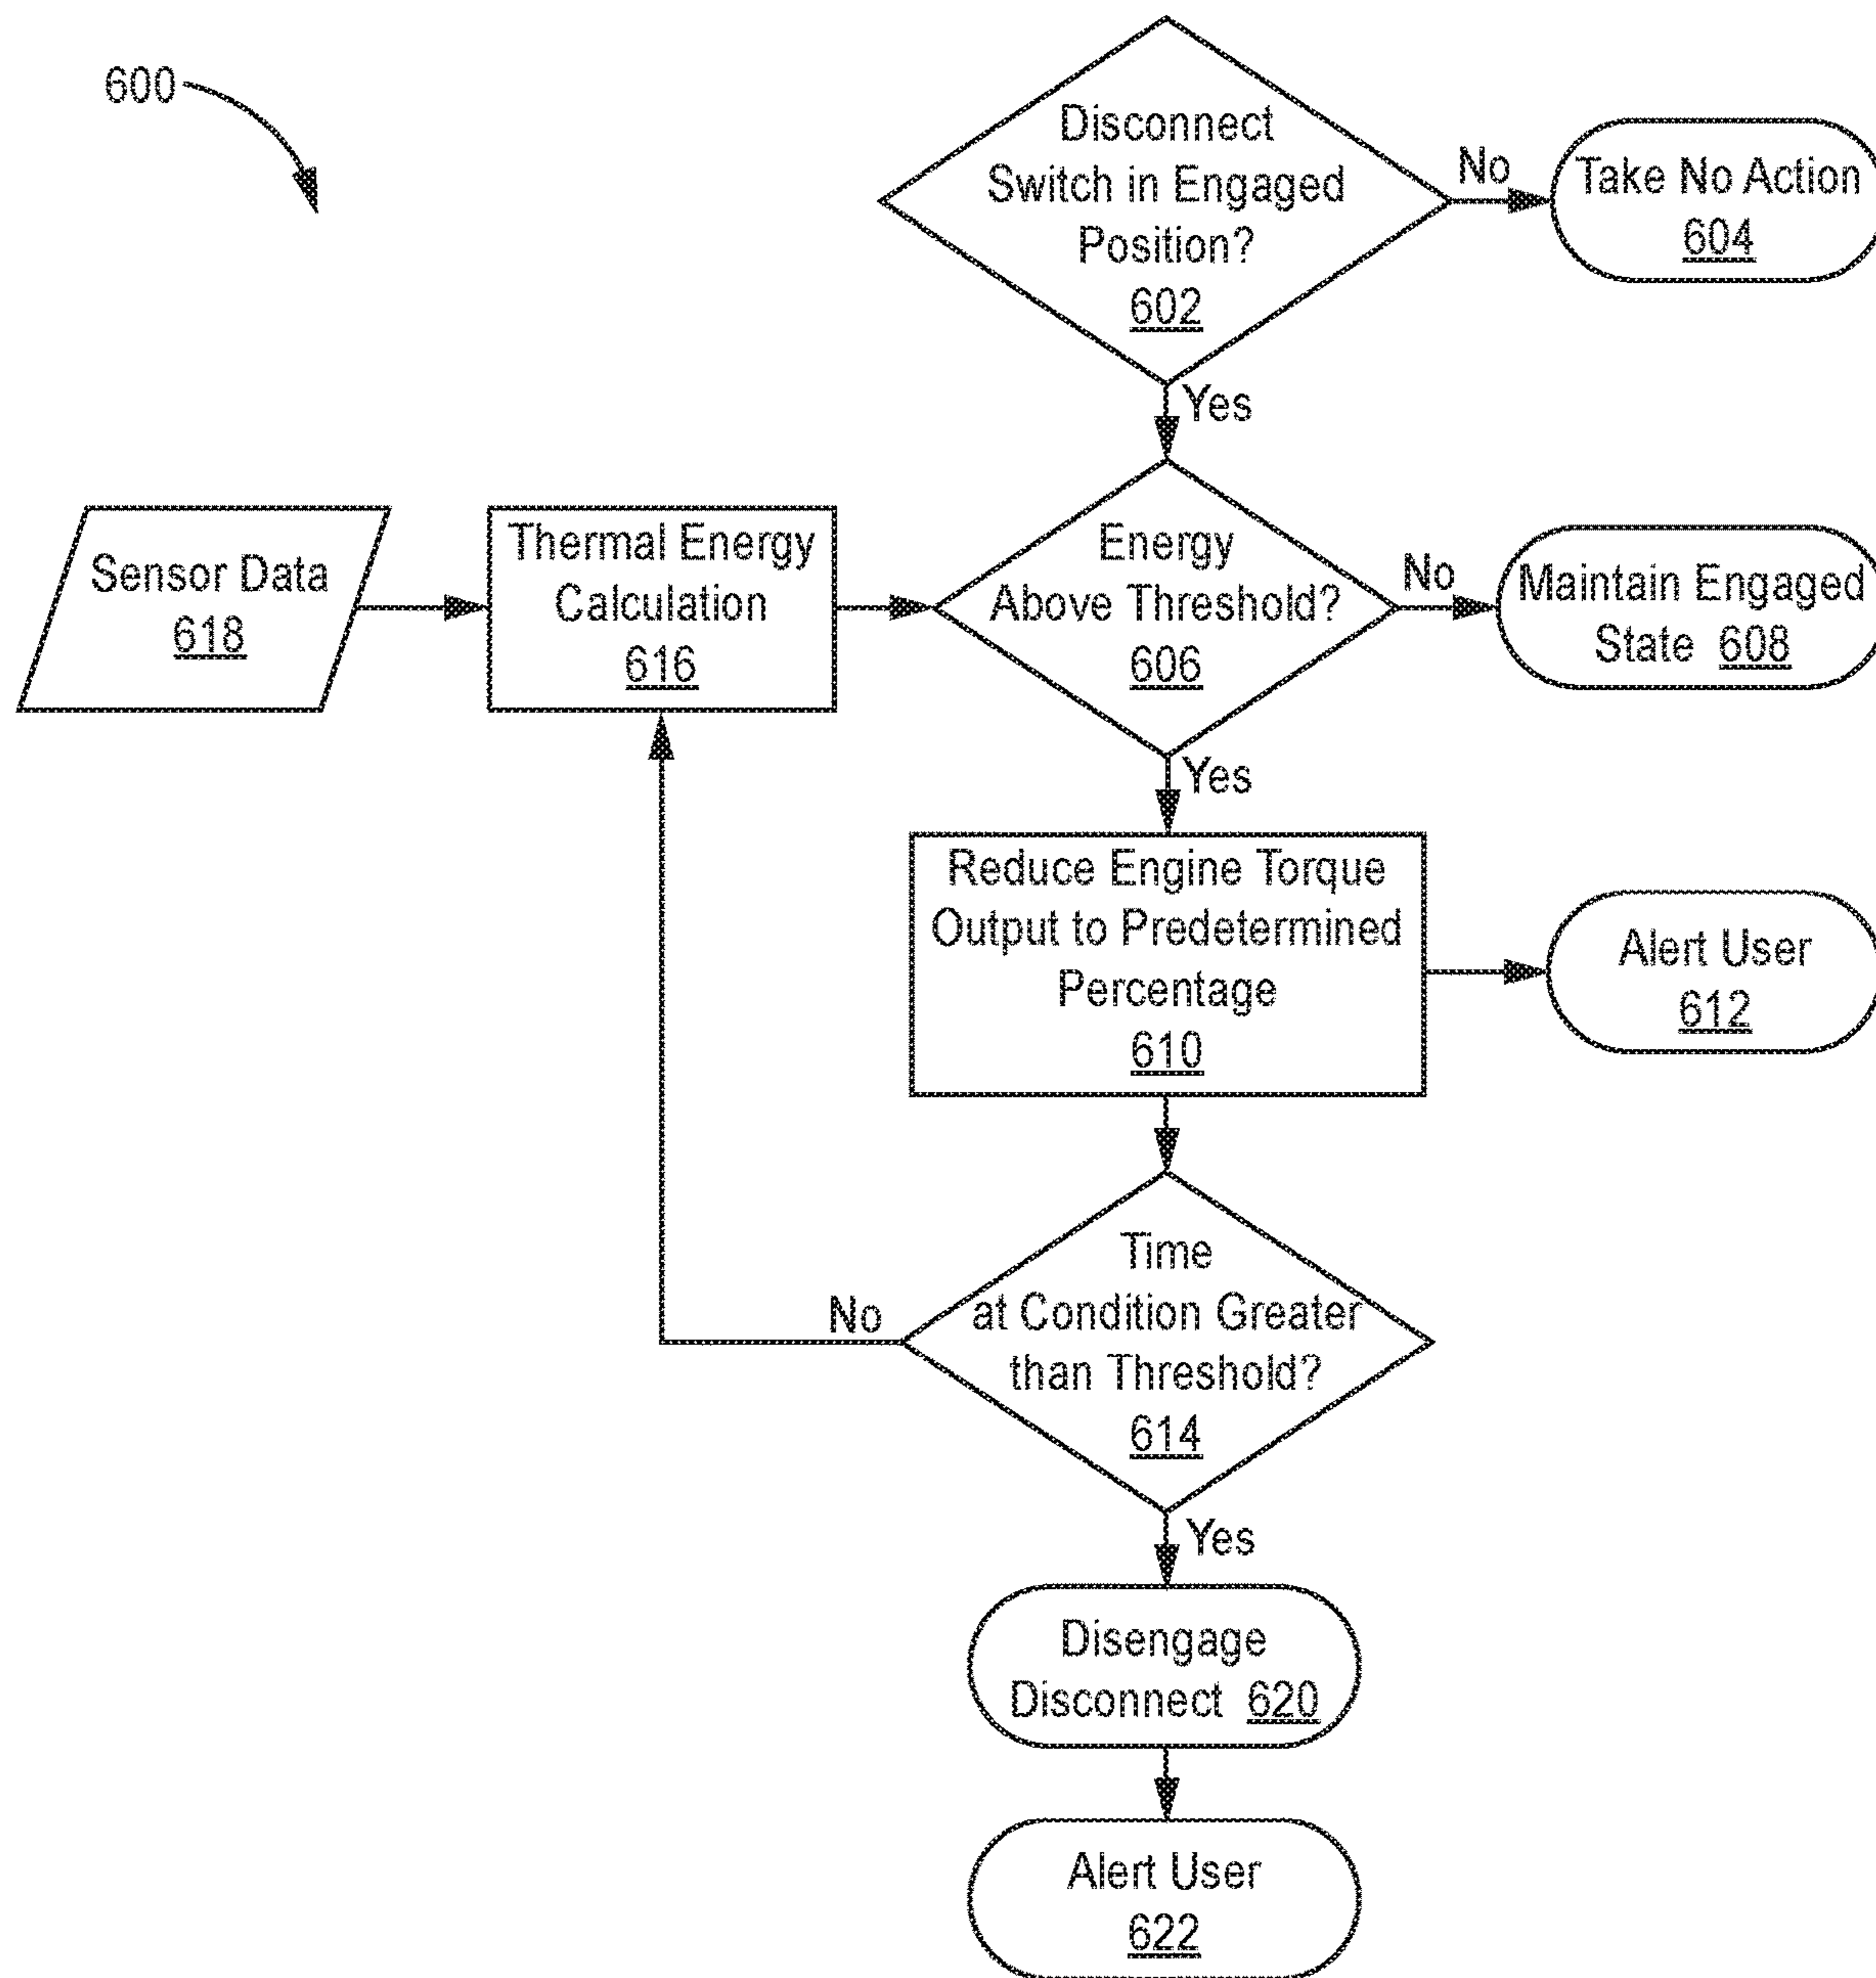 600
Disconnect
Switch in Engaged
Position?
602
No
Take No Action
604
Yes
Sensor Data
618
Thermal Energy
Calculation
616
Energy
Above Threshold?
606
No
Maintain Engaged
State 608
Yes
Reduce Engine Torque
Output to Predetermined
Percentage
610
Alert User
612
Time
at Condition Greater
than Threshold?
614
No
Yes
Disengage
Disconnect 620
Alert User
622